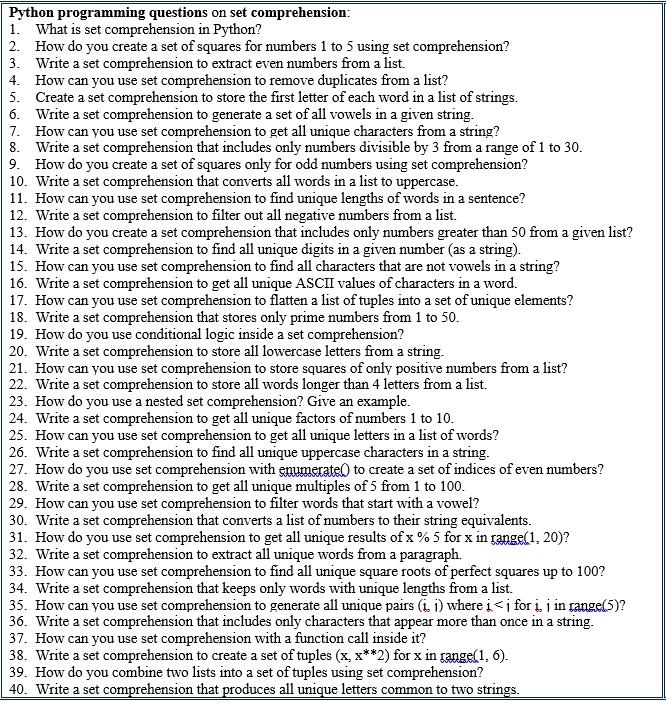 Python programming questions on set comprehension:
1. What is set comprehension in Python?
2. How do you create a set of squares for numbers 1 to 5 using set comprehension?
3. Write a set comprehension to extract even numbers from a list.
4. How can you use set comprehension to remove duplicates from a list?
5. Create a set comprehension to store the first letter of each word in a list of strings.
6. Write a set comprehension to generate a set of all vowels in a given string.
7. How can you use set comprehension to get all unique characters from a string?
8. Write a set comprehension that includes only numbers divisible by 3 from a range of 1 to 30.
9. How do you create a set of squares only for odd numbers using set comprehension?
10. Write a set comprehension that converts all words in a list to uppercase.
11. How can you use set comprehension to find unique lengths of words in a sentence?
12. Write a set comprehension to filter out all negative numbers from a list.
13. How do you create a set comprehension that includes only numbers greater than 50 from a given list?
14. Write a set comprehension to find all unique digits in a given number (as a string).
15. How can you use set comprehension to find all characters that are not vowels in a string?
16. Write a set comprehension to get all unique ASCII values of characters in a word.
17. How can you use set comprehension to flatten a list of tuples into a set of unique elements?
18. Write a set comprehension that stores only prime numbers from 1 to 50.
19. How do you use conditional logic inside a set comprehension?
20. Write a set comprehension to store all lowercase letters from a string.
21. How can you use set comprehension to store squares of only positive numbers from a list?
22. Write a set comprehension to store all words longer than 4 letters from a list.
23. How do you use a nested set comprehension? Give an example.
24. Write a set comprehension to get all unique factors of numbers 1 to 10.
25. How can you use set comprehension to get all unique letters in a list of words?
26. Write a set comprehension to find all unique uppercase characters in a string.
27. How do you use set comprehension with enumerate() to create a set of indices of even numbers?
28. Write a set comprehension to get all unique multiples of 5 from 1 to 100.
29. How can you use set comprehension to filter words that start with a vowel?
30. Write a set comprehension that converts a list of numbers to their string equivalents.
31. How do you use set comprehension to get all unique results of x % 5 for x in range(1, 20)?
32. Write a set comprehension to extract all unique words from a paragraph.
33. How can you use set comprehension to find all unique square roots of perfect squares up to 100?
34. Write a set comprehension that keeps only words with unique lengths from a list.
35. How can you use set comprehension to generate all unique pairs (i, j) where i < j for i, j in range(5)?
36. Write a set comprehension that includes only characters that appear more than once in a string.
37. How can you use set comprehension with a function call inside it?
38. Write a set comprehension to create a set of tuples (x, x**2) for x in range(1, 6).
39. How do you combine two lists into a set of tuples using set comprehension?
40. Write a set comprehension that produces all unique letters common to two strings.